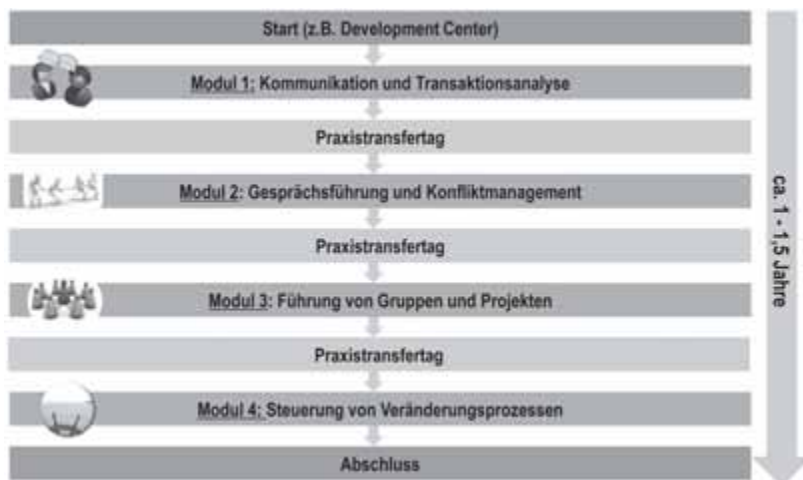 Start (z.B. Development Center)
Modul 1: Kommunikation und Transaktionsanalyse
Praxistransfertag
Modul 2: Gesprächsführung und Konfliktmanagement
Praxistransfertag
Modul 3: Führung von Gruppen und Projekten
Praxistransfertag
Modul 4: Steuerung von Veränderungsprozessen
Abschluss
ca. 1 - 1,5 Jahre